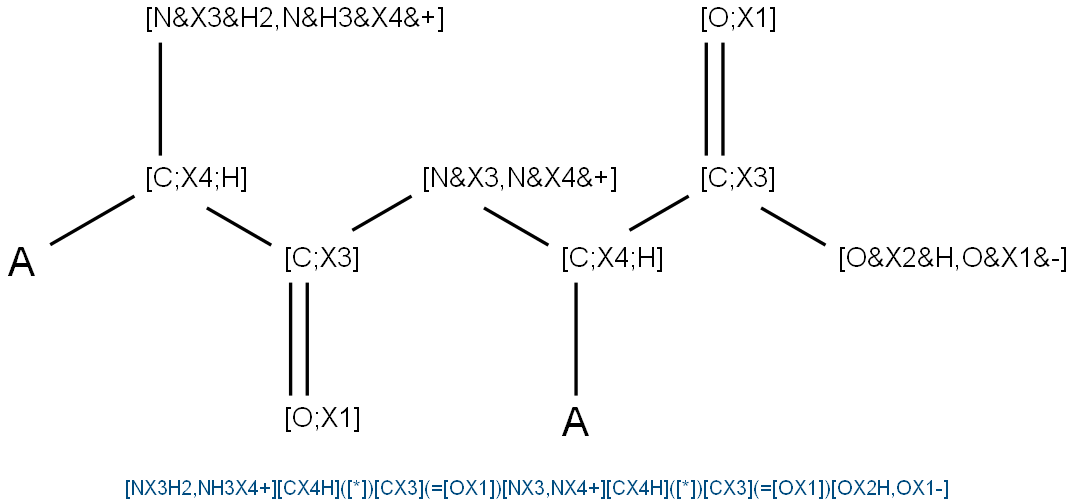 [N&X3&H2,N&H3&X4&+] [O;X1]
[C;X4;H] [N&X3,N&X4&+] [C;X3]
A [C;X3] [C;X4;H] [O&X2&H,O&X1&-]
[O;X1] A
[NX3H2,NH3X4+][CX4H]([*])[CX3](=[OX1])[NX3,NX4+][CX4H]([*])[CX3](=[OX1])[OX2H,OX1-]